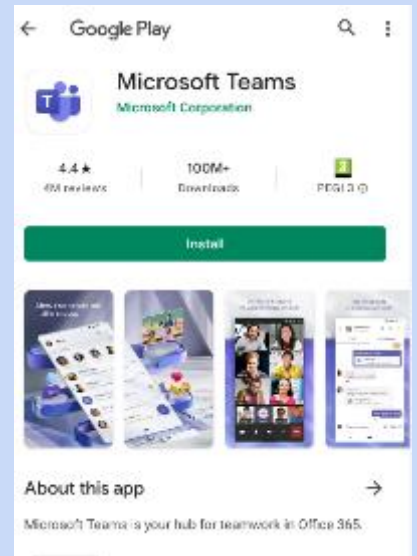 Google Play
Microsoft Teams
Microsoft Corporation
4.4★
4M reviews
100M+
Downloads
3
PEGI 3
Install
About this app
Microsoft Teams is your hub for teamwork in Office 365.